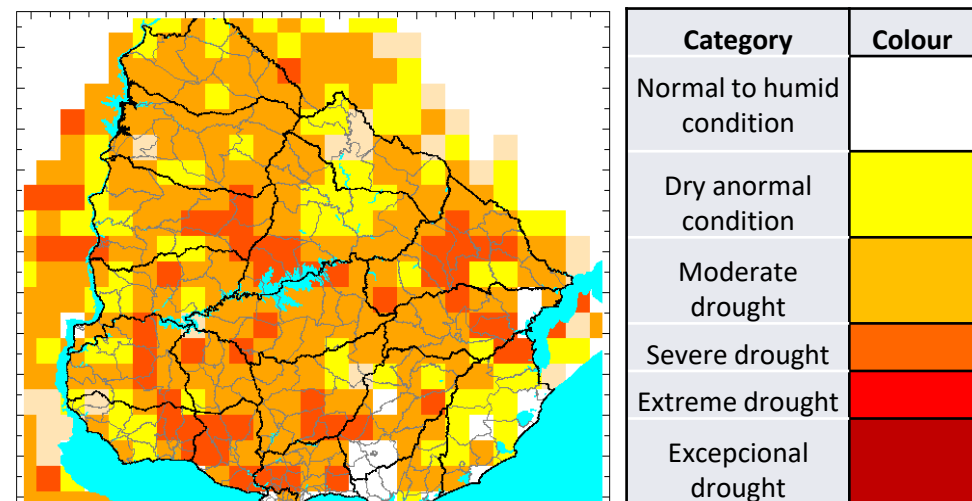 Category Colour
Normal to humid
condition
Dry anormal
condition
Moderate
drought
Severe drought
Extreme drought
Excepcional
drought